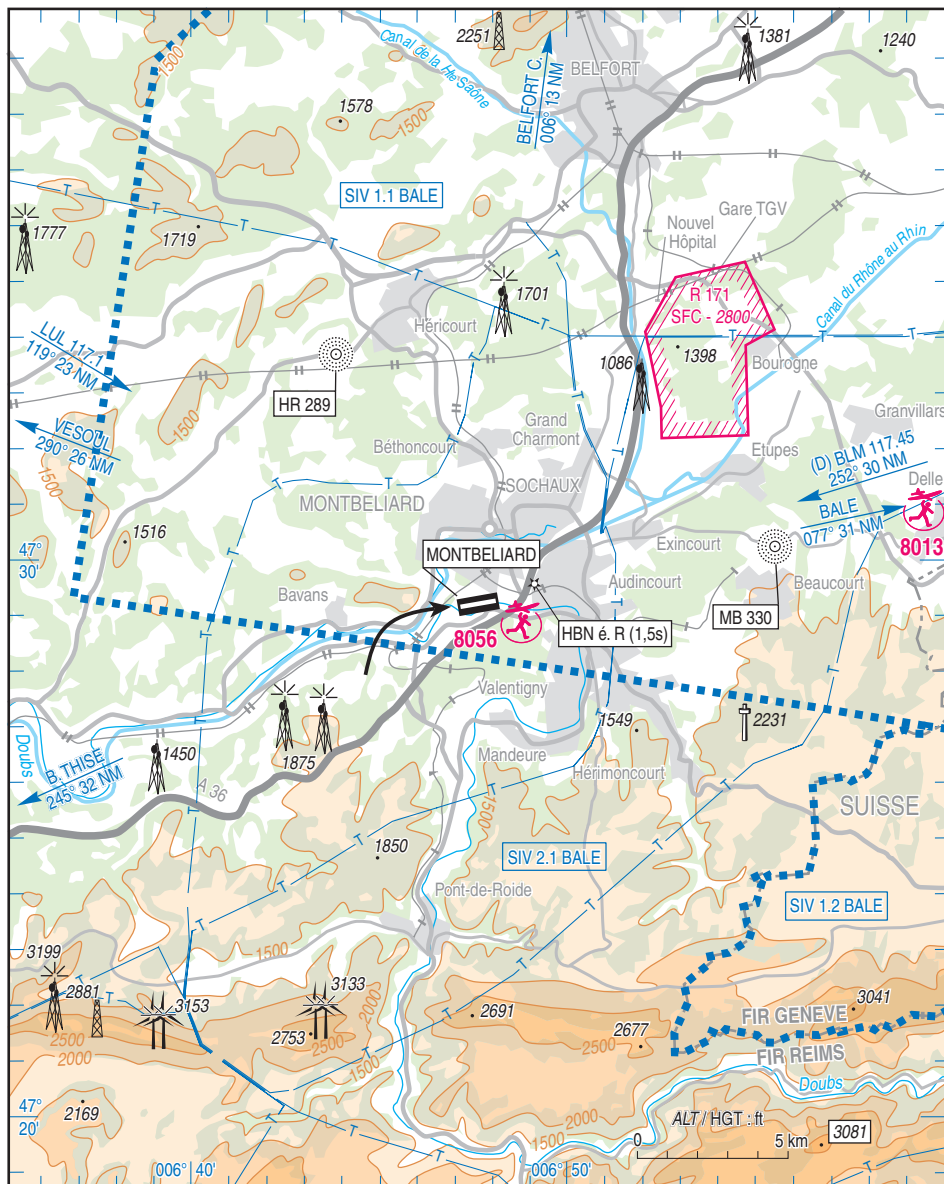 1500
2251
1381
1240
Canal de la Hte Saône
BELFORT C.
006° 13 NM
BELFORT
1578
1500
SIV 1.1 BALE
T
T
1777
1719
Nouvel
Hôpital
Gare TGV
Canal du Rhône au Rhin
1701
R 171
SFC - 2800
T
T
T
LUL 117.1
119° 23 NM
Héricourt
1086
1398
Bourogne
HR 289
1500
VESOUL
290° 26 NM
Béthoncourt
Grand
Charmont
Etupes
Granvillars
(D) BLM 117.45
252° 30 NM
1500
MONTBELIARD
SOCHAUX
BALE
077° 31 NM
Delle
8013
1516
47°
30'
MONTBELIARD
Exincourt
Audincourt
Beaucourt
Bavans
MB 330
8056
HBN é. R (1,5s)
Valentigny
1549
2231
Doubs
B. THISE
245° 32 NM
1450
1875
Mandeure
Hérimoncourt
A 36
1500
SUISSE
1850
SIV 2.1 BALE
Pont-de-Roide
SIV 1.2 BALE
3199
1500
2881
3153
3133
2000
2753
2500
2691
2677
2500
3041
FIR GENEVE
FIR REIMS
2500
2000
Doubs
47°
20'
2169
2000
1500
ALT / HGT : ft
0
5 km
3081
006° 40'
006° 50'